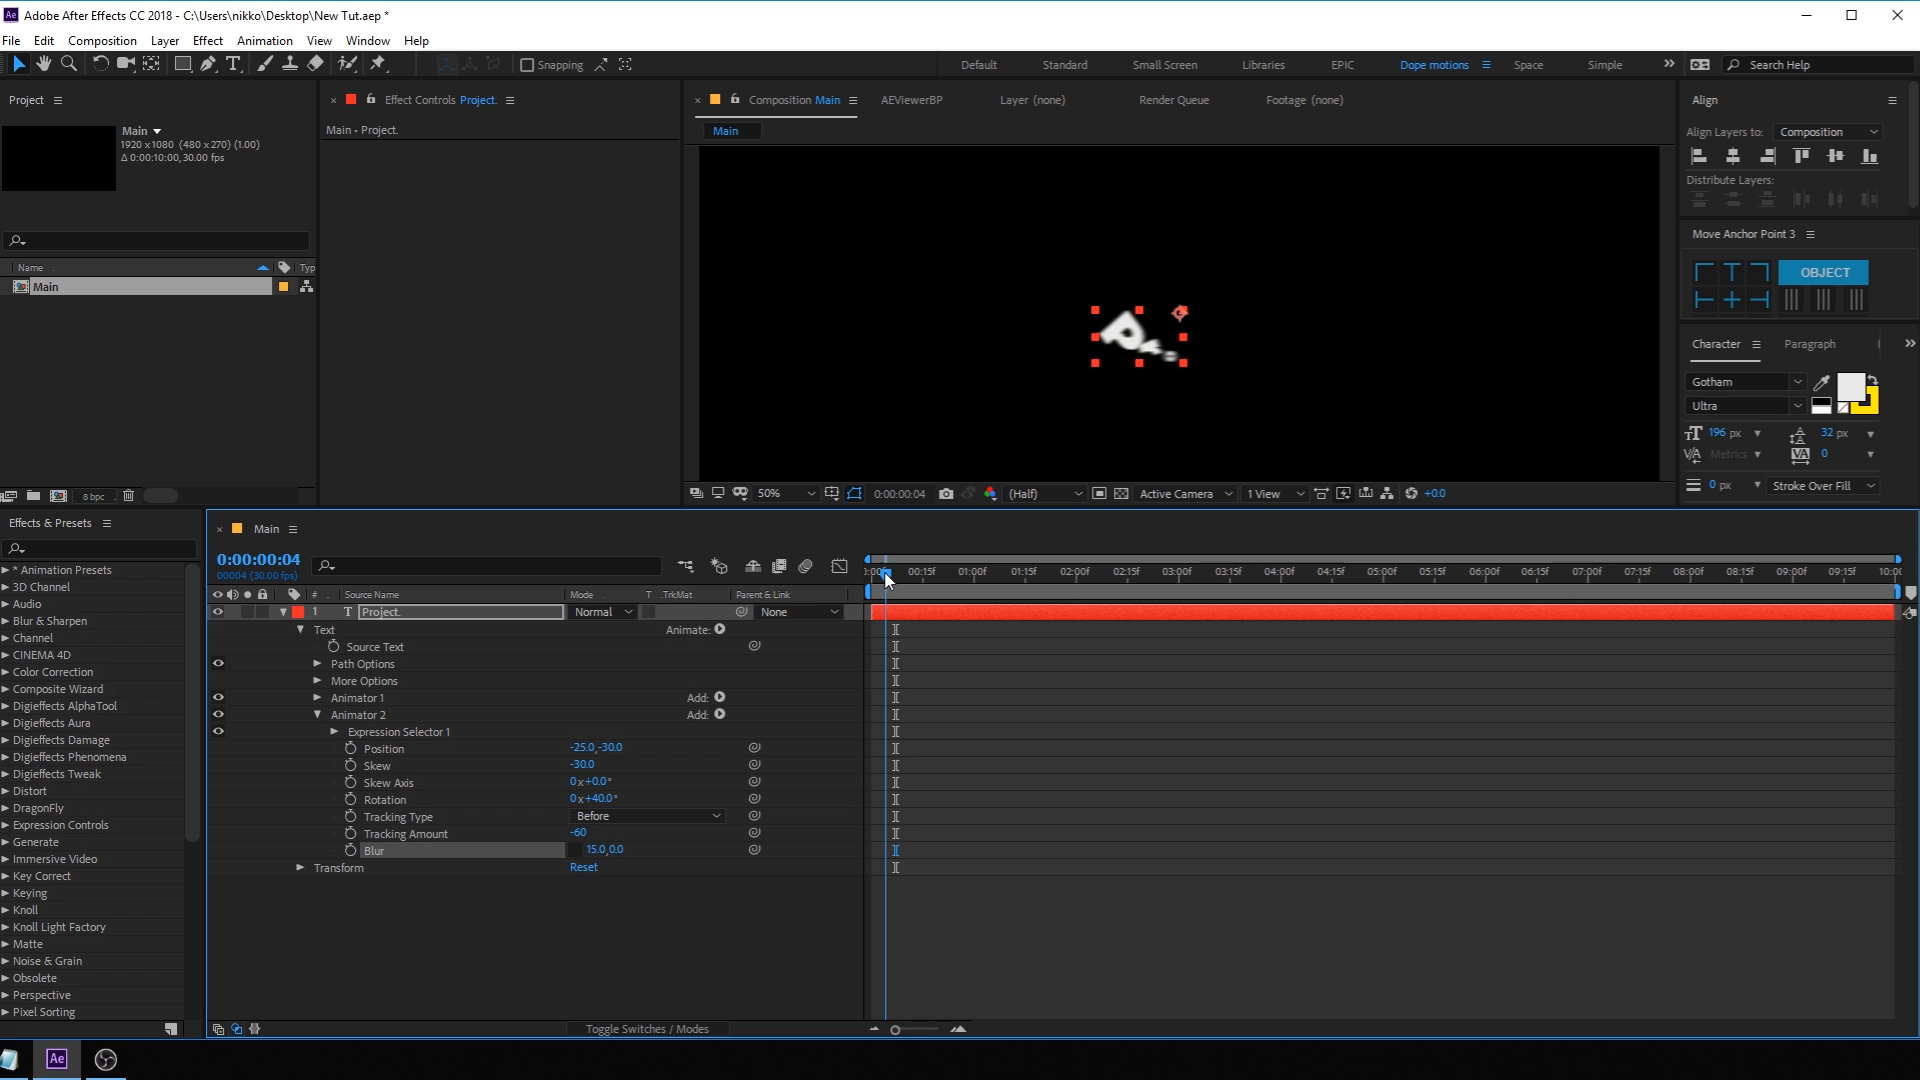 Ae Adobe After Effects CC 2018 - C:\Users\nikko\Desktop\New Tut.aep *
File Edit Composition Layer Effect Animation View Window Help
Snapping Default Standard Small Screen Libraries EPIC Dope motions Space Simple Search Help
Project
Main
1920 x 1080 (480 x 270) (1.00)
Δ 0:00:10:00, 30.00 fps
Name Typ
Main
8 bpc
Effect Controls Project.
Main • Project.
Composition Main AEViewerBP Layer (none) Render Queue Footage (none)
Main
50% 0:00:00:04 (Half) Active Camera 1 View +0.0
Align
Align Layers to: Composition
Distribute Layers:
Move Anchor Point 3
OBJECT
Character Paragraph
Gotham
Ultra
196 px 32 px
Metrics 0
0 px Stroke Over Fill
Effects & Presets
* Animation Presets
3D Channel
Audio
Blur & Sharpen
Channel
CINEMA 4D
Color Correction
Composite Wizard
Digieffects AlphaTool
Digieffects Aura
Digieffects Damage
Digieffects Phenomena
Digieffects Tweak
Distort
DragonFly
Expression Controls
Generate
Immersive Video
Key Correct
Keying
Knoll
Knoll Light Factory
Matte
Noise & Grain
Obsolete
Perspective
Pixel Sorting
Main
0:00:00:04
00004 (30.00 fps)
00:15f 01:00f 01:15f 02:00f 02:15f 03:00f 03:15f 04:00f 04:15f 05:00f 05:15f 06:00f 06:15f 07:00f 07:15f 08:00f 08:15f 09:00f 09:15f 10:0
# Source Name Mode T .TrkMat Parent & Link
1 T Project. Normal None
Text Animate:
Source Text
Path Options
More Options
Animator 1 Add:
Animator 2 Add:
Expression Selector 1
Position -25.0,-30.0
Skew -30.0
Skew Axis 0x+0.0°
Rotation 0x+40.0°
Tracking Type Before
Tracking Amount -60
Blur 15.0,0.0
Transform Reset
Toggle Switches / Modes
Ae